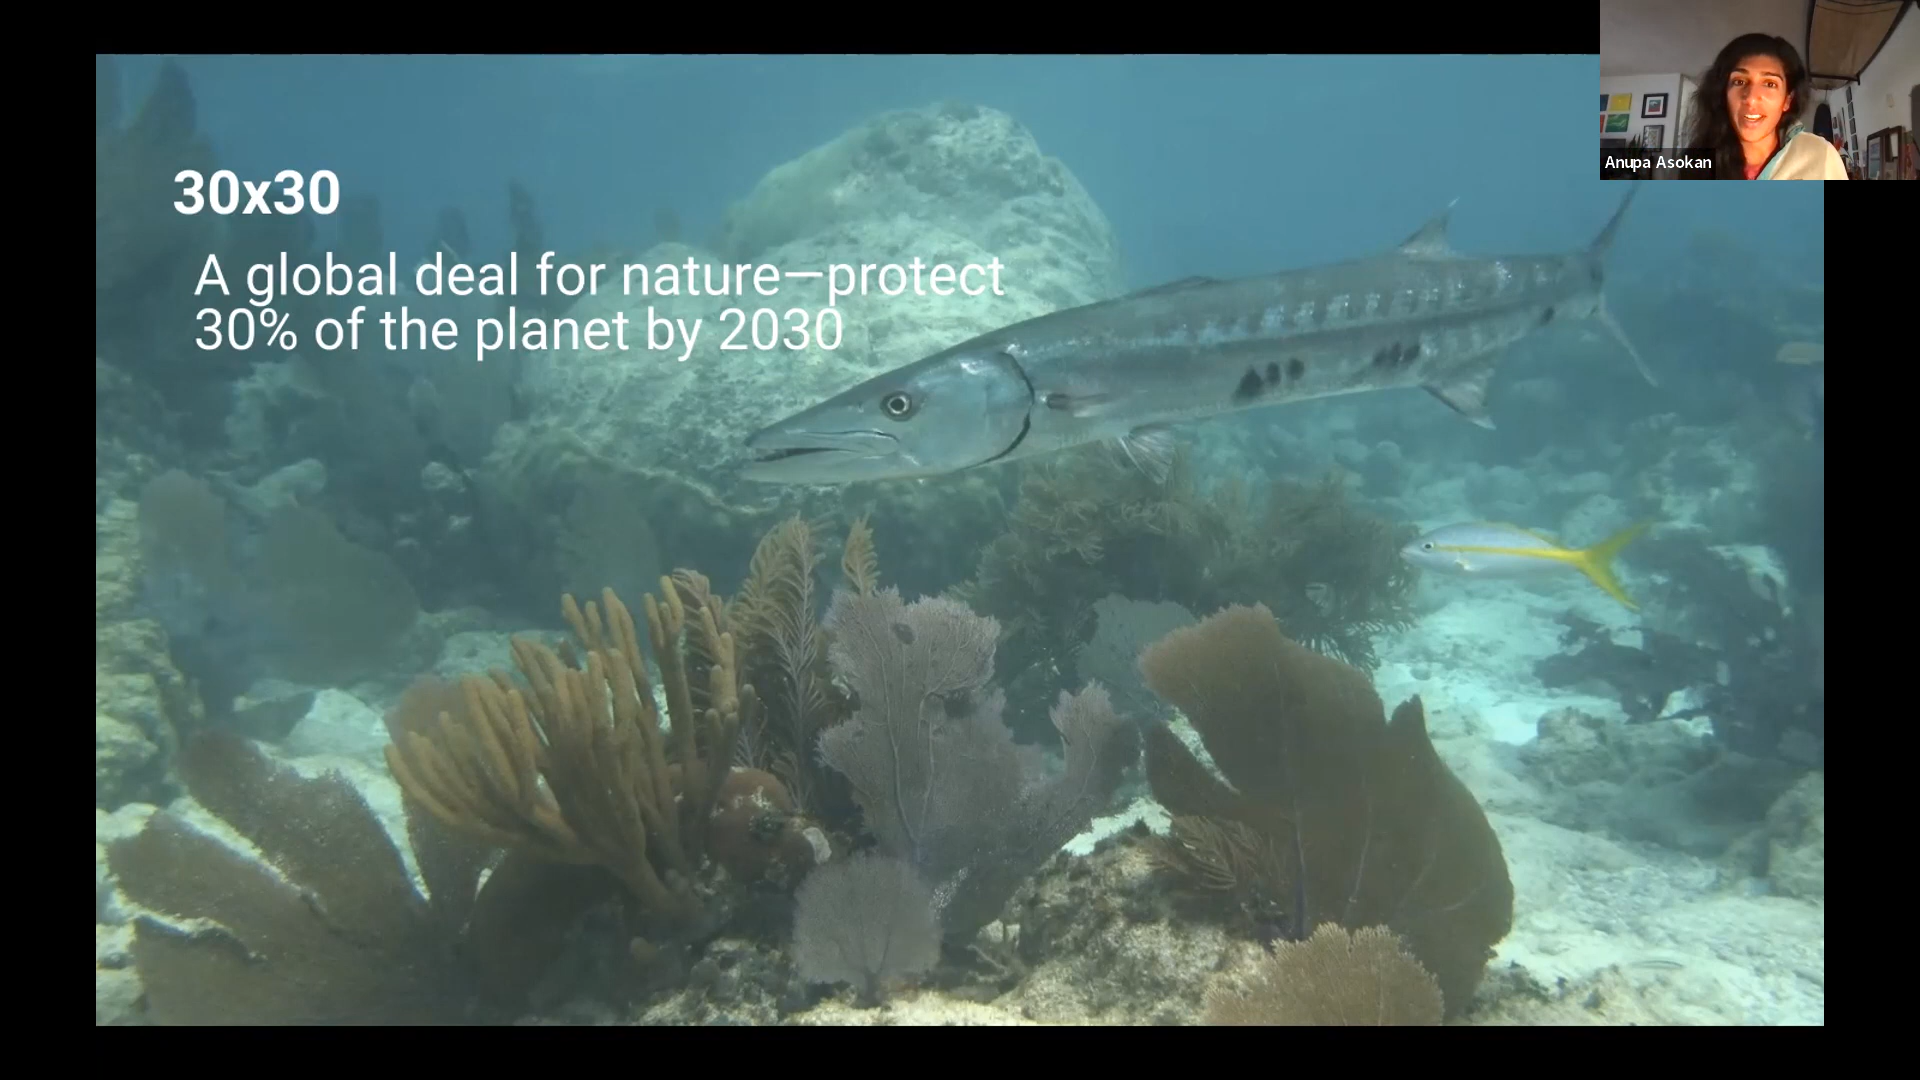 30x30
A global deal for nature—protect
30% of the planet by 2030
Anupa Asokan